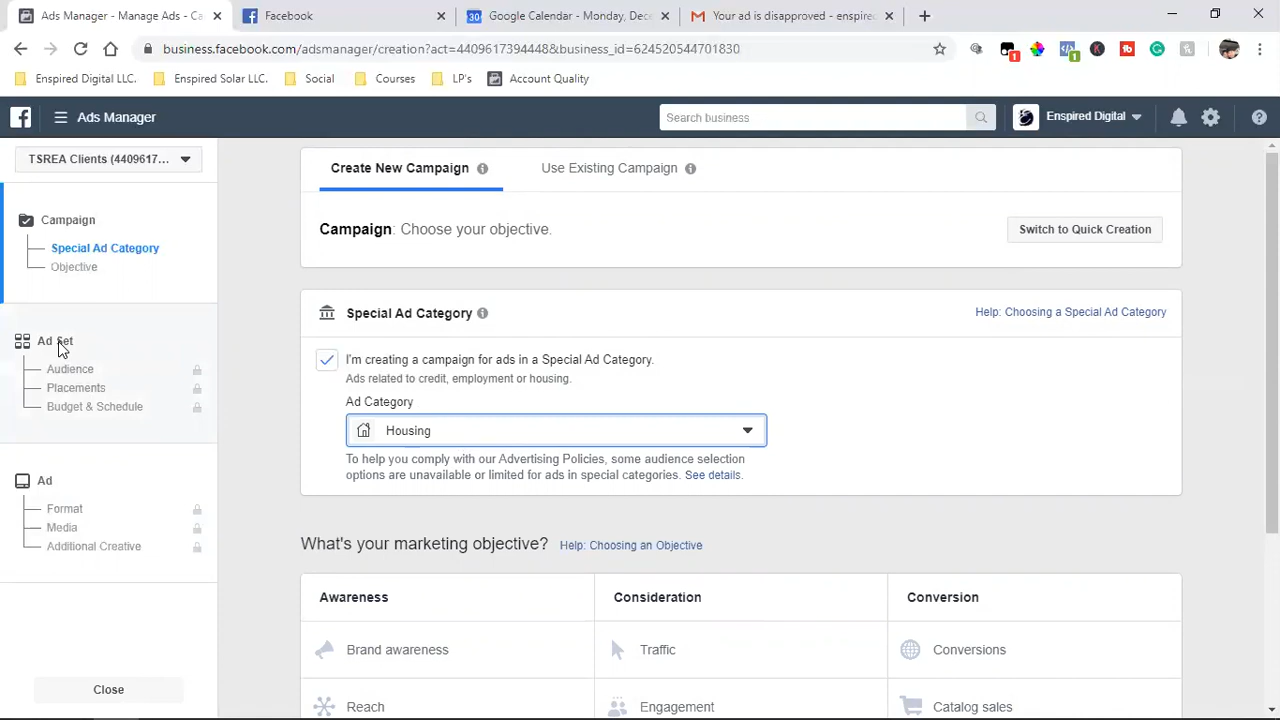 Ads Manager - Manage Ads - Ca
Facebook
Google Calendar - Monday, Dece
Your ad is disapproved - enspired
business.facebook.com/adsmanager/creation?act=4409617394448&business_id=624520544701830
Enspired Digital LLC.
Enspired Solar LLC.
Social
Courses
LP's
Account Quality
Ads Manager
Search business
Enspired Digital
TSREA Clients (4409617...
Campaign
Special Ad Category
Objective
Ad Set
Audience
Placements
Budget & Schedule
Ad
Format
Media
Additional Creative
Close
Create New Campaign
Use Existing Campaign
Campaign: Choose your objective.
Switch to Quick Creation
Special Ad Category
Help: Choosing a Special Ad Category
I'm creating a campaign for ads in a Special Ad Category.
Ads related to credit, employment or housing.
Ad Category
Housing
To help you comply with our Advertising Policies, some audience selection
options are unavailable or limited for ads in special categories. See details.
What's your marketing objective? Help: Choosing an Objective
Awareness
Consideration
Conversion
Brand awareness
Traffic
Conversions
Reach
Engagement
Catalog sales